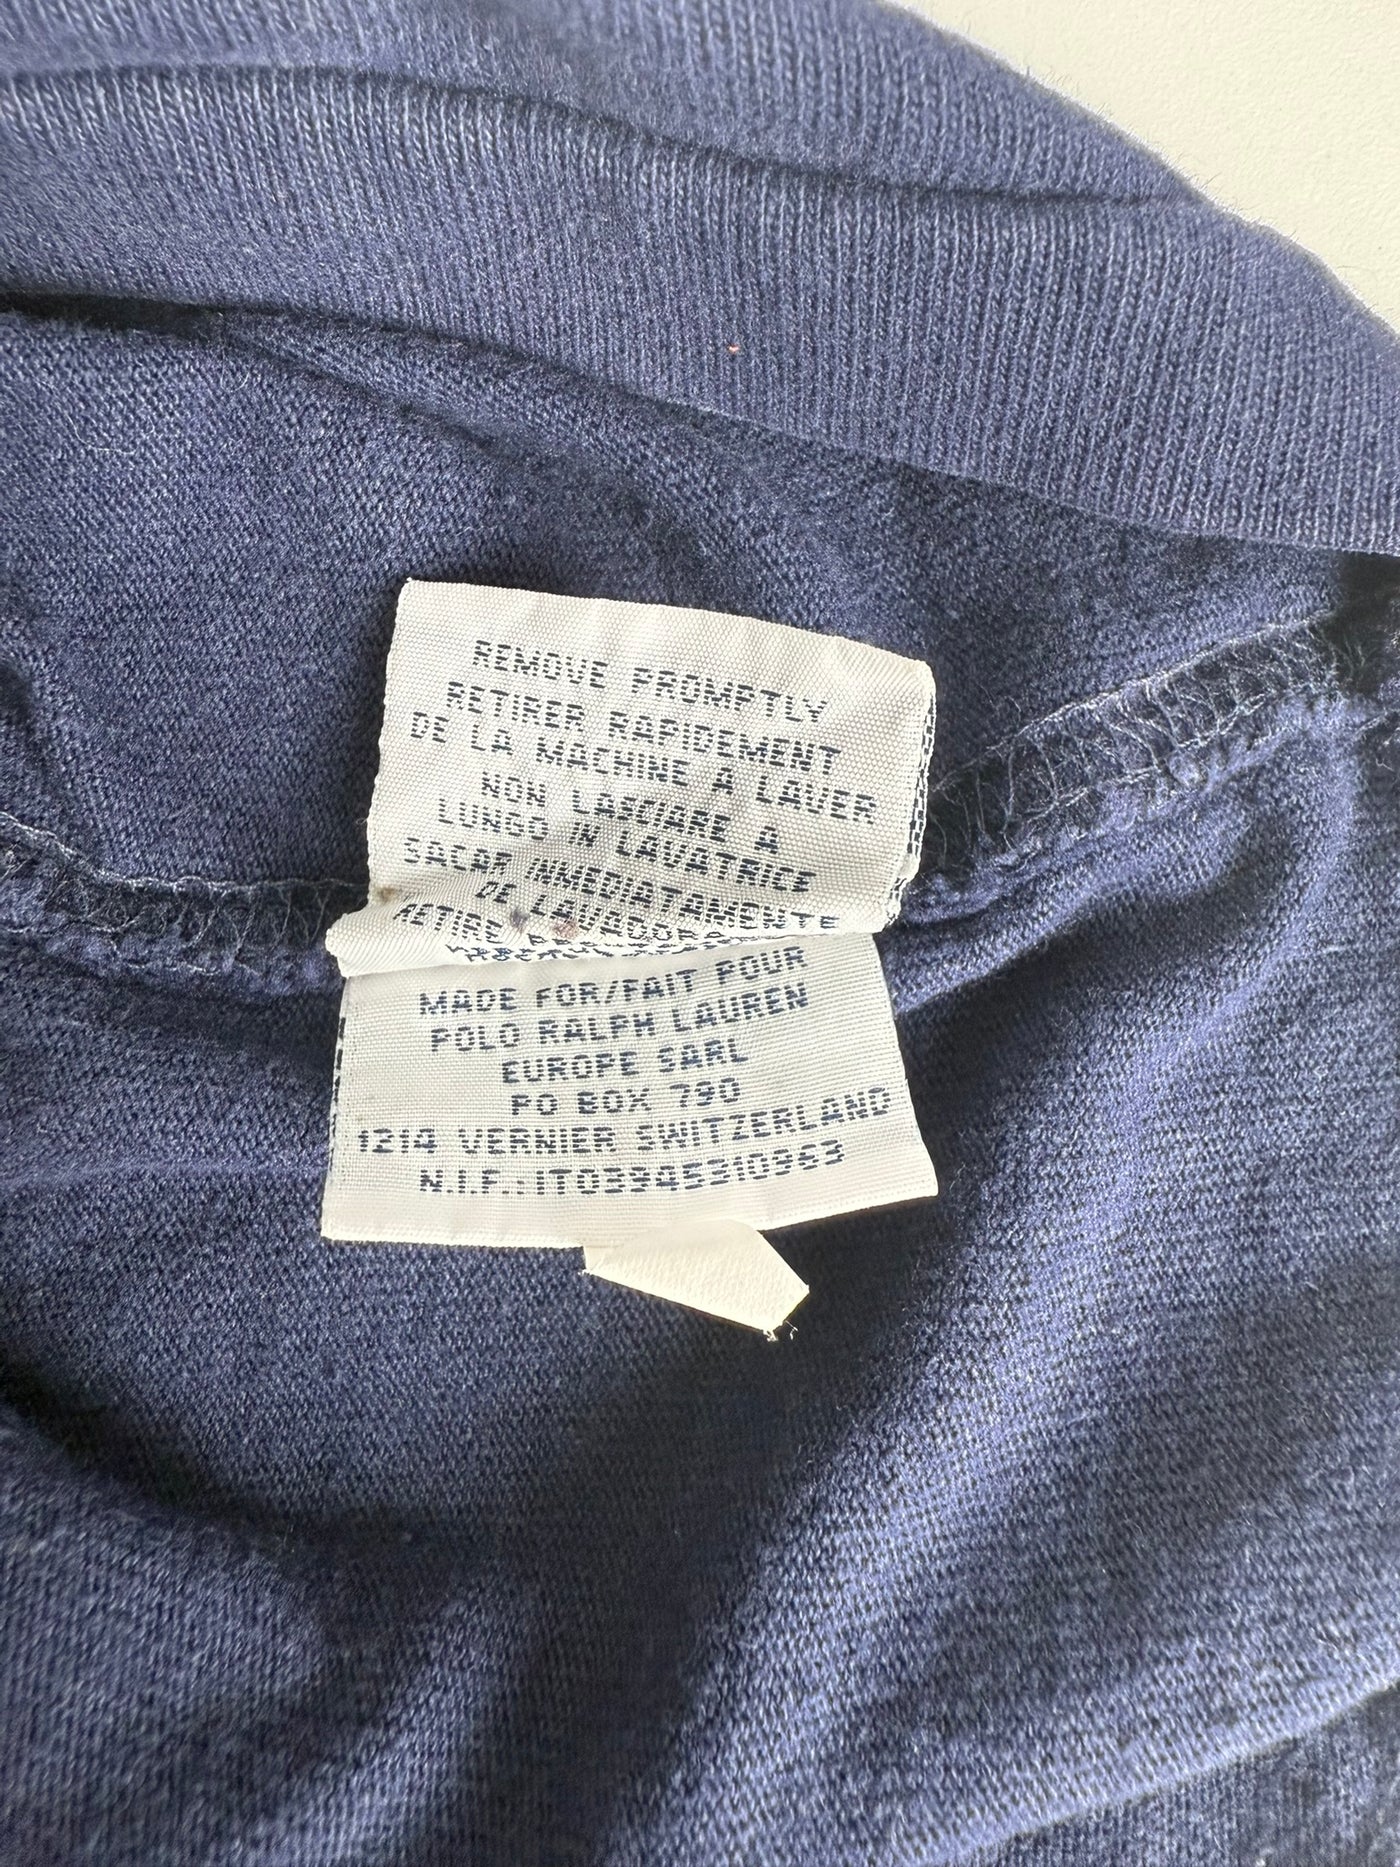 REMOVE PROMPTLY
RETIRER RAPIDEMENT
DE LA MACHINE A LAVER
NON LASCIARE A
LUNGO IN LAVATRICE
SACAR INMEDIATAMENTE
DE LAVADORA
RETIRE
MADE FOR/FAIT POUR
POLO RALPH LAUREN
EUROPE SARL
PO BOX 790
1214 VERNIER SWITZERLAND
N.I.F.:IT03945310963